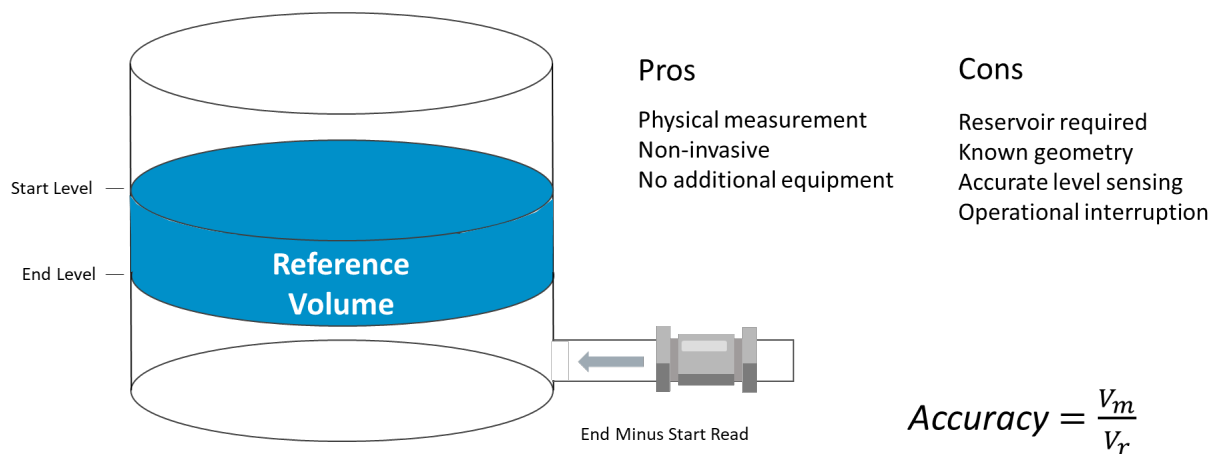 Start Level
End Level
Reference
Volume
End Minus Start Read
Pros
Physical measurement
Non-invasive
No additional equipment
Cons
Reservoir required
Known geometry
Accurate level sensing
Operational interruption
Accuracy = V_m / V_r